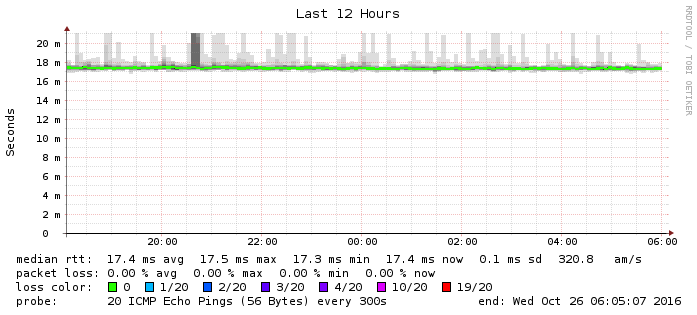 Last 12 Hours
RRDTOOL / TOBI OETIKER
Seconds
20 m
18 m
16 m
14 m
12 m
10 m
8 m
6 m
4 m
2 m
0
20:00 22:00 00:00 02:00 04:00 06:00
median rtt: 17.4 ms avg 17.5 ms max 17.3 ms min 17.4 ms now 0.1 ms sd 320.8 am/s
packet loss: 0.00 % avg 0.00 % max 0.00 % min 0.00 % now
loss color: 0 1/20 2/20 3/20 4/20 10/20 19/20
probe: 20 ICMP Echo Pings (56 Bytes) every 300s end: Wed Oct 26 06:05:07 2016